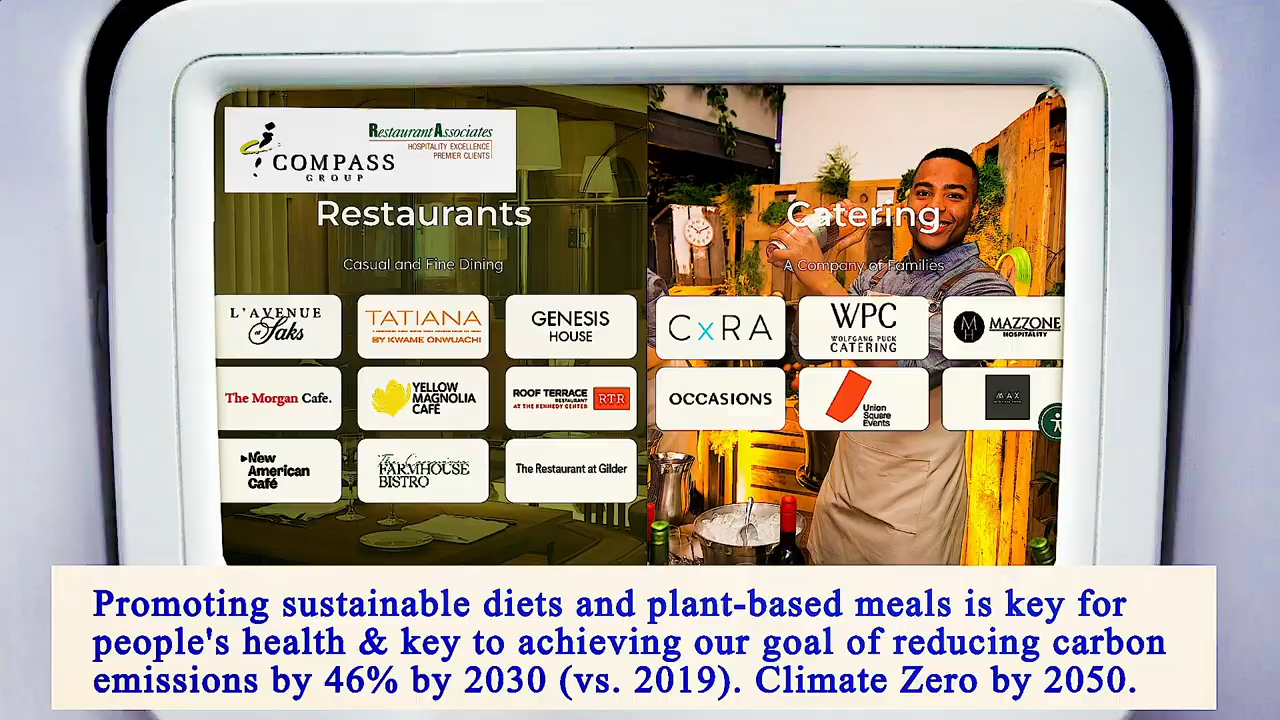 COMPASS
GROUP
RESTAURANT ASSOCIATES
HOSPITALITY EXCELLENCE
PREMIER CLIENTS
Restaurants
Casual and Fine Dining
L'AVENUE
at
Saks
TATIANA
BY KWAME ONWUACHI
GENESIS
HOUSE
The Morgan Cafe.
YELLOW
MAGNOLIA
CAFÉ
ROOF TERRACE
RESTAURANT
AT THE KENNEDY CENTER
RTR
New
American
Café
FARMHOUSE
BISTRO
The Restaurant at Gilder
Catering
A Company of Families
CxRA
WPC
WOLFGANG PUCK
CATERING
MH
MAZZONE
HOSPITALITY
OCCASIONS
Union
Square
Events
MAX
Promoting sustainable diets and plant-based meals is key for
people's health & key to achieving our goal of reducing carbon
emissions by 46% by 2030 (vs. 2019). Climate Zero by 2050.